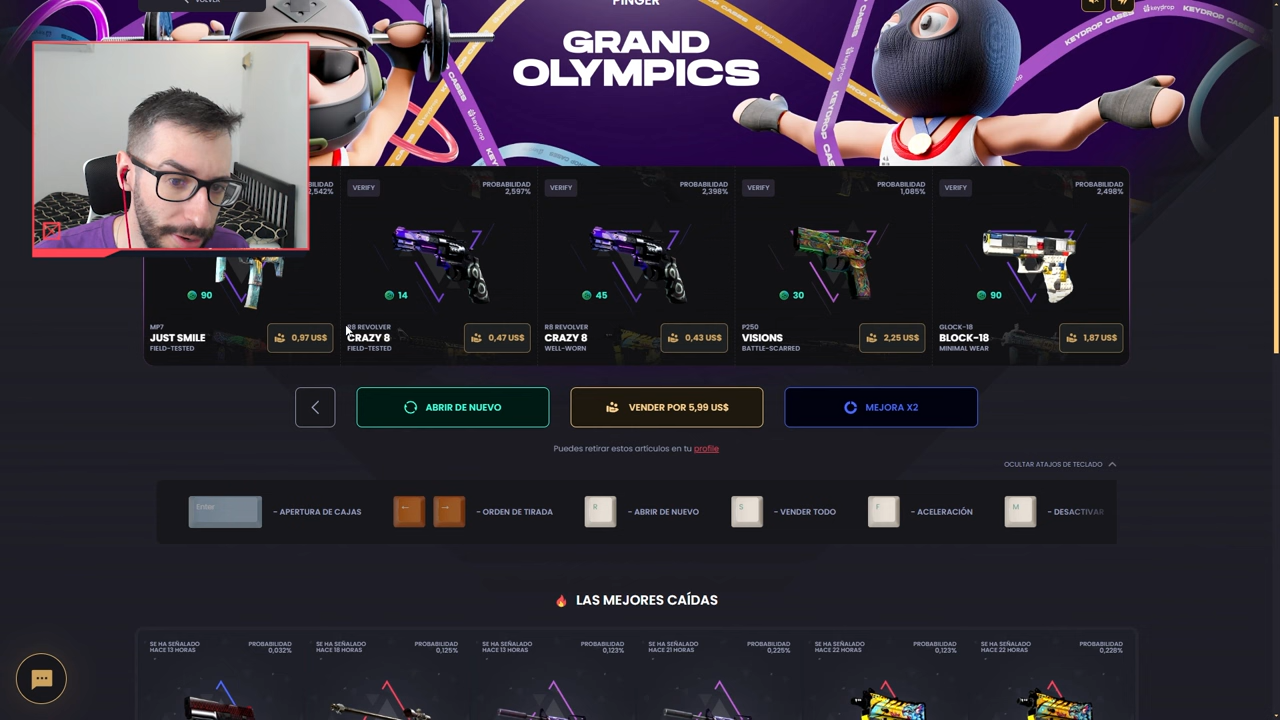 VOLVER
FINGER
GRAND
OLYMPICS
KEYDROP CASES
keydrop
KEYDROP CASES
2,542%
90
MP7
JUST SMILE
FIELD-TESTED
0,97 US$
VERIFY
PROBABILIDAD
2,597%
14
R8 REVOLVER
CRAZY 8
FIELD-TESTED
0,47 US$
VERIFY
PROBABILIDAD
2,398%
45
R8 REVOLVER
CRAZY 8
WELL-WORN
0,43 US$
VERIFY
PROBABILIDAD
1,085%
30
P250
VISIONS
BATTLE-SCARRED
2,25 US$
VERIFY
PROBABILIDAD
2,498%
90
GLOCK-18
BLOCK-18
MINIMAL WEAR
1,87 US$
ABRIR DE NUEVO
VENDER POR 5,99 US$
MEJORA X2
Puedes retirar estos artículos en tu profile
OCULTAR ATAJOS DE TECLADO
Enter - APERTURA DE CAJAS
← → - ORDEN DE TIRADA
R - ABRIR DE NUEVO
S - VENDER TODO
F - ACELERACIÓN
M - DESACTIVAR
LAS MEJORES CAÍDAS
SE HA SEÑALADO
HACE 13 HORAS
PROBABILIDAD
0,032%
SE HA SEÑALADO
HACE 18 HORAS
PROBABILIDAD
0,125%
SE HA SEÑALADO
HACE 13 HORAS
PROBABILIDAD
0,123%
SE HA SEÑALADO
HACE 21 HORAS
PROBABILIDAD
0,225%
SE HA SEÑALADO
HACE 22 HORAS
PROBABILIDAD
0,123%
SE HA SEÑALADO
HACE 22 HORAS
PROBABILIDAD
0,228%